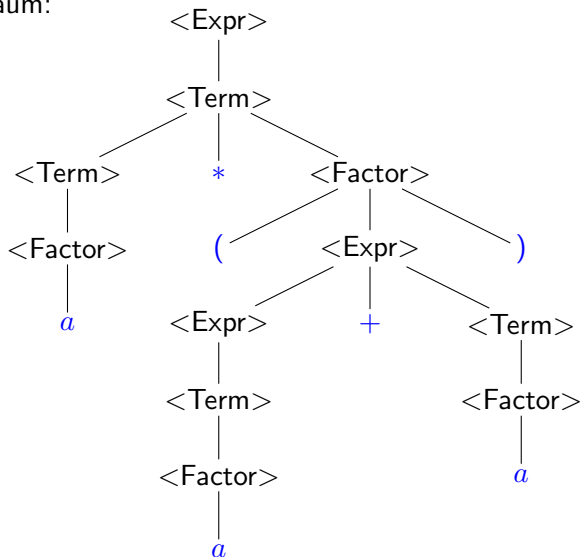 aum:
<Expr>
<Term>
<Term> * <Factor>
<Factor> ( <Expr> )
a <Expr> + <Term>
<Term> <Factor>
<Factor> a
a